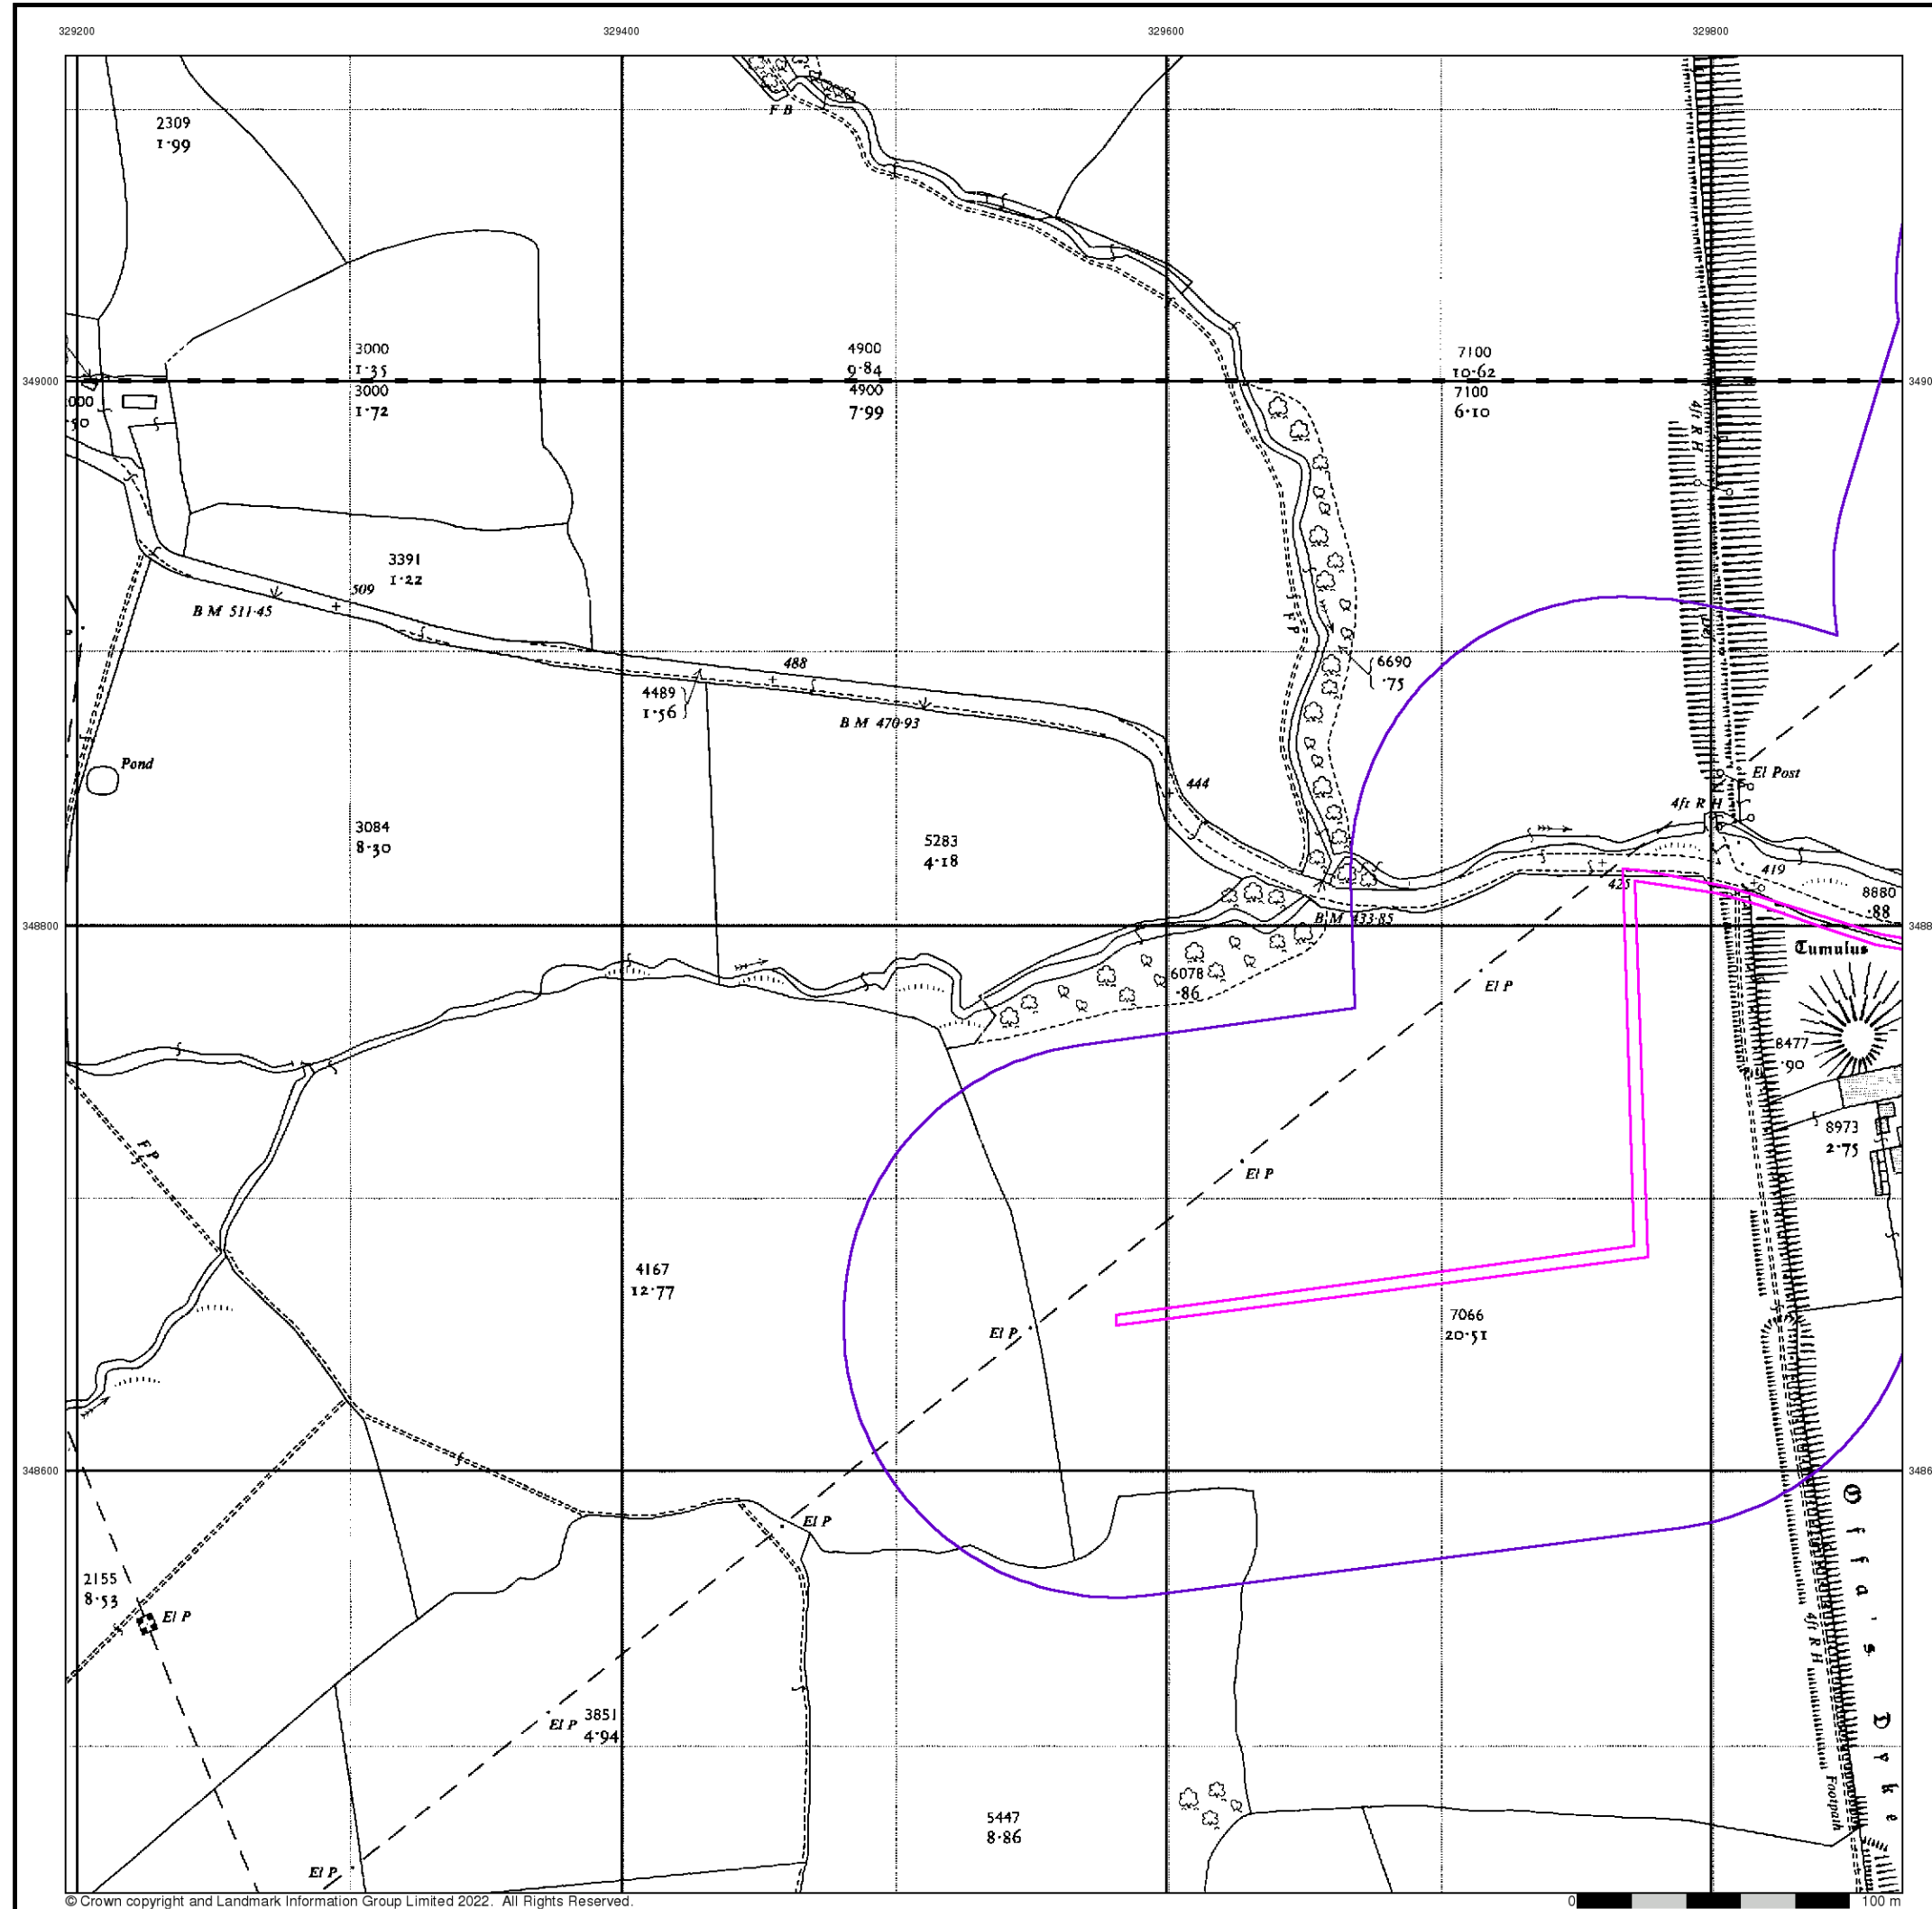 329200 329400 329600 329800
F B
2309
1·99
3000
1·35
4900
9·84
7100
10·62
349000
3000
1·72
4900
7·99
7100
6·10
4ft R H
3391
1·22
509
B M 511·45
F P
Def
488
6690
·75
4489
1·56
B M 470·93
Pond
444
El Post
4ft R H
3084
8·30
5283
4·18
419
425
8880
·88
B M 433·85
348800
Tumulus
6078
·86
El P
8477
·90
F P
8973
2·75
El P
4167
12·77
7066
20·51
El P
348600
El P
Offa's Dyke
2155
8·53
El P
4ft R H
3851
4·94
El P
Footpath
5447
8·86
El P
© Crown copyright and Landmark Information Group Limited 2022. All Rights Reserved.
0 100 m